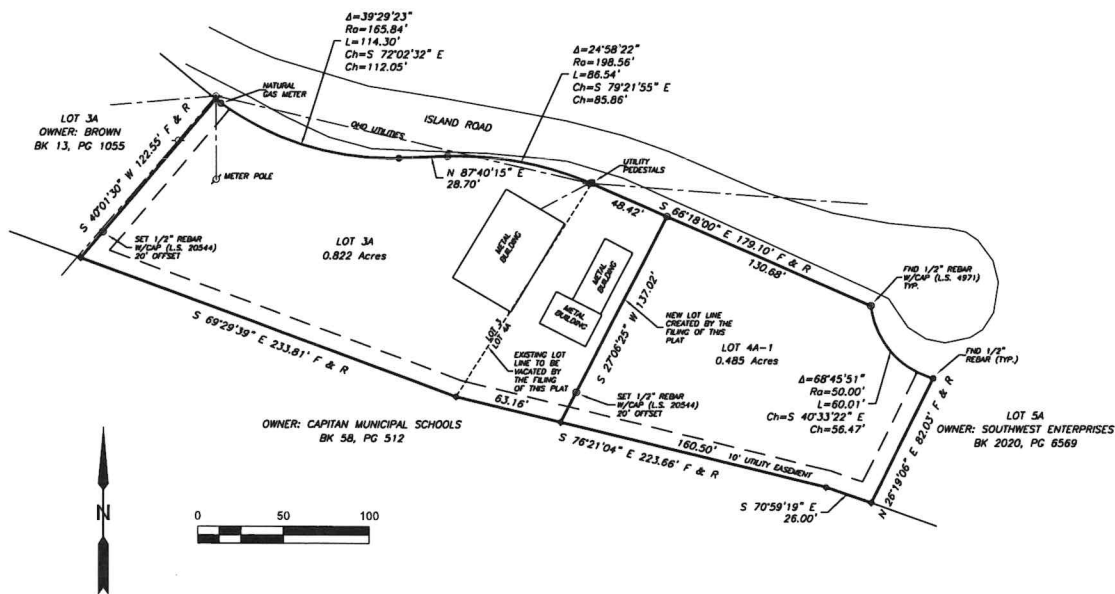 Δ=39°29'23"
Ra=165.84'
L=114.30'
Ch=S 72°02'32" E
Ch=112.05'
Δ=24°58'22"
Ra=198.56'
L=86.54'
Ch=S 79°21'55" E
Ch=85.86'
NATURAL
GAS METER
LOT 3A
OWNER: BROWN
BK 13, PG 1055
OHD UTILITIES
ISLAND ROAD
S 40°01'30" W 122.55' F & R
METER POLE
N 87°40'15" E
28.70'
UTILITY
PEDESTALS
48.42'
S 66°18'00" E 179.10' F & R
130.68'
SET 1/2" REBAR
W/CAP (L.S. 20544)
20' OFFSET
LOT 3A
0.822 Acres
METAL
BUILDING
METAL
BUILDING
METAL
BUILDING
FND 1/2" REBAR
W/CAP (L.S. 4971)
TYP.
S 27°06'25" W 137.02'
NEW LOT LINE
CREATED BY THE
FILING OF THIS
PLAT
LOT 4A-1
0.485 Acres
LOT 3
LOT 4A
EXISTING LOT
LINE TO BE
VACATED BY
THE FILING
OF THIS PLAT
FND 1/2"
REBAR (TYP.)
Δ=68°45'51"
Ra=50.00'
L=60.01'
Ch=S 40°33'22" E
Ch=56.47'
S 69°29'39" E 233.81' F & R
63.16'
SET 1/2" REBAR
W/CAP (L.S. 20544)
20' OFFSET
LOT 5A
OWNER: SOUTHWEST ENTERPRISES
BK 2020, PG 6569
OWNER: CAPITAN MUNICIPAL SCHOOLS
BK 58, PG 512
S 76°21'04" E 223.66' F & R
160.50'
10' UTILITY EASEMENT
N 26°19'06" E 82.03' F & R
S 70°59'19" E
26.00'
N
0 50 100